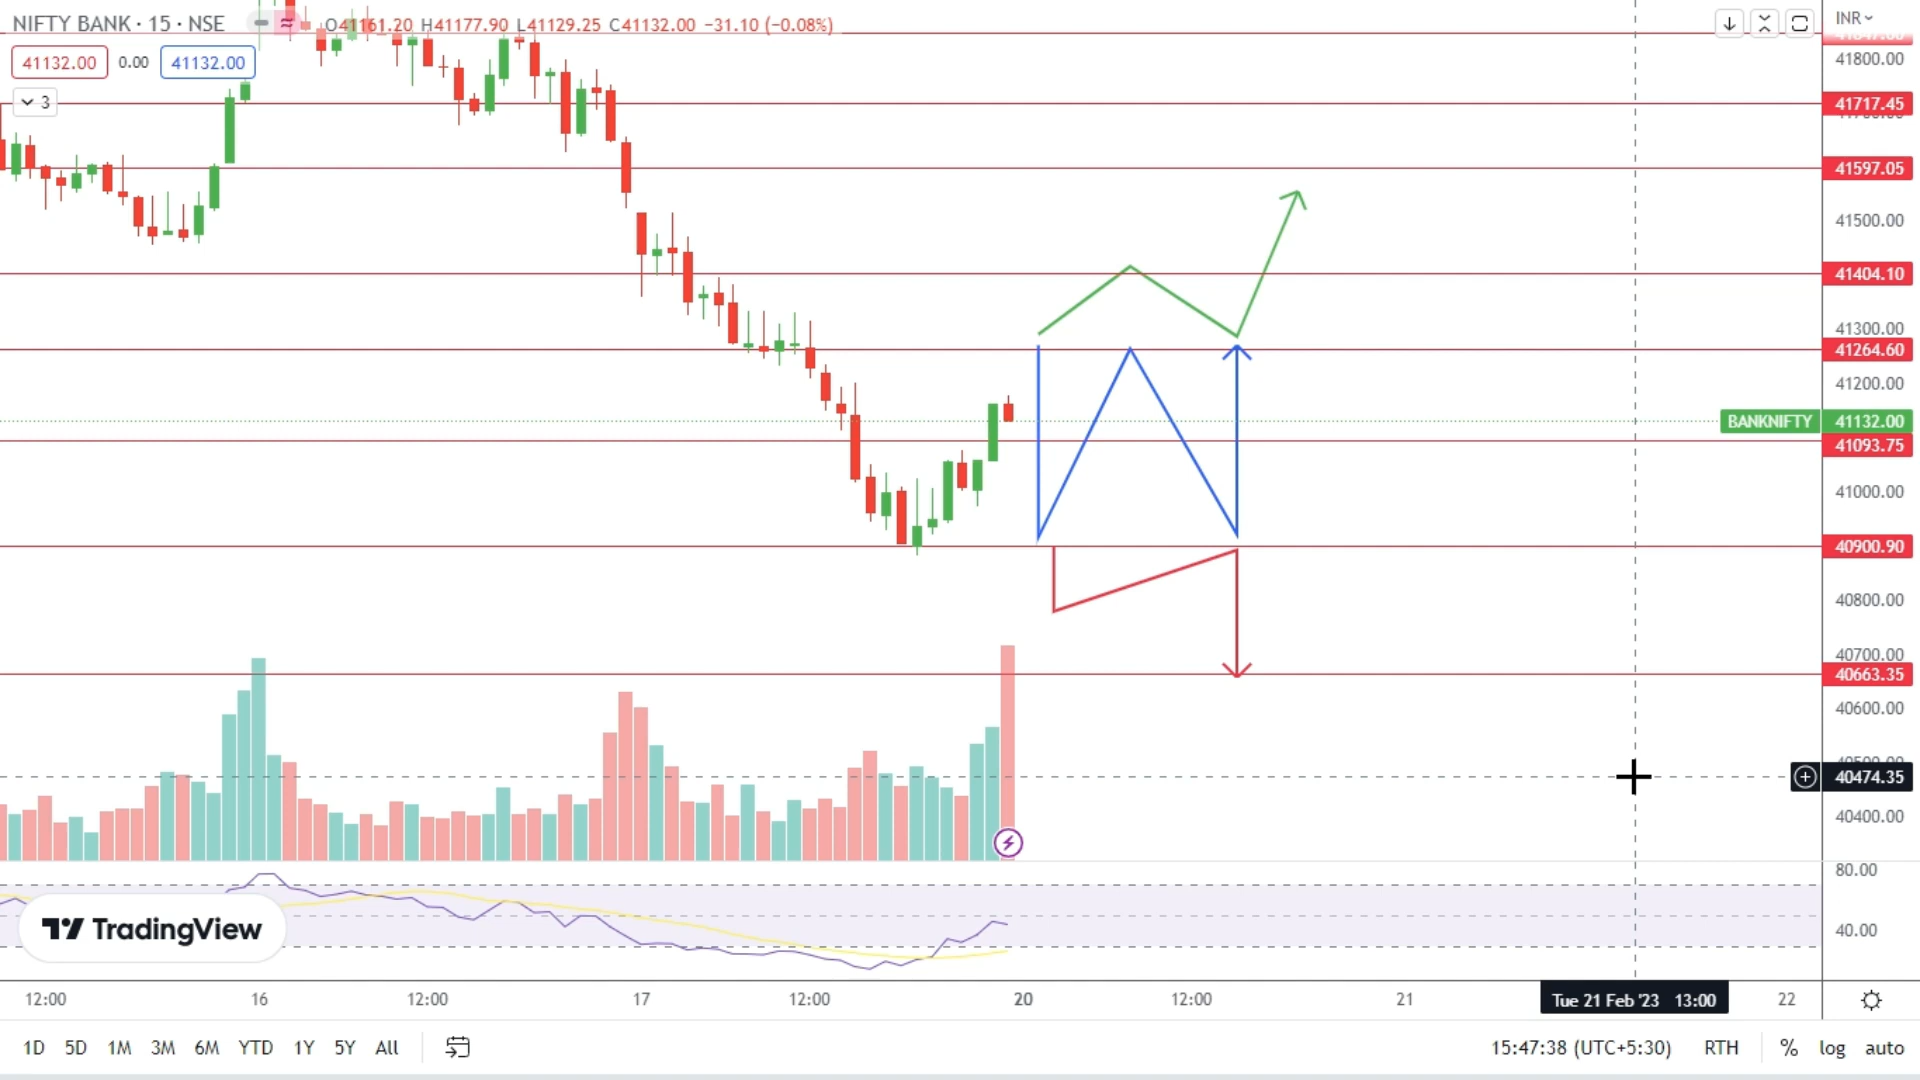 NIFTY BANK · 15 · NSE O41161.20 H41177.90 L41129.25 C41132.00 −31.10 (−0.08%)
INR
41132.00 0.00 41132.00
41800.00
3
41717.45
41597.05
41500.00
41404.10
41300.00
41264.60
41200.00
BANKNIFTY 41132.00
41093.75
41000.00
40900.90
40800.00
40700.00
40663.35
40600.00
40474.35
40400.00
80.00
TradingView
40.00
12:00 16 12:00 17 12:00 20 12:00 21 Tue 21 Feb '23 13:00 22
1D 5D 1M 3M 6M YTD 1Y 5Y All 15:47:38 (UTC+5:30) RTH % log auto